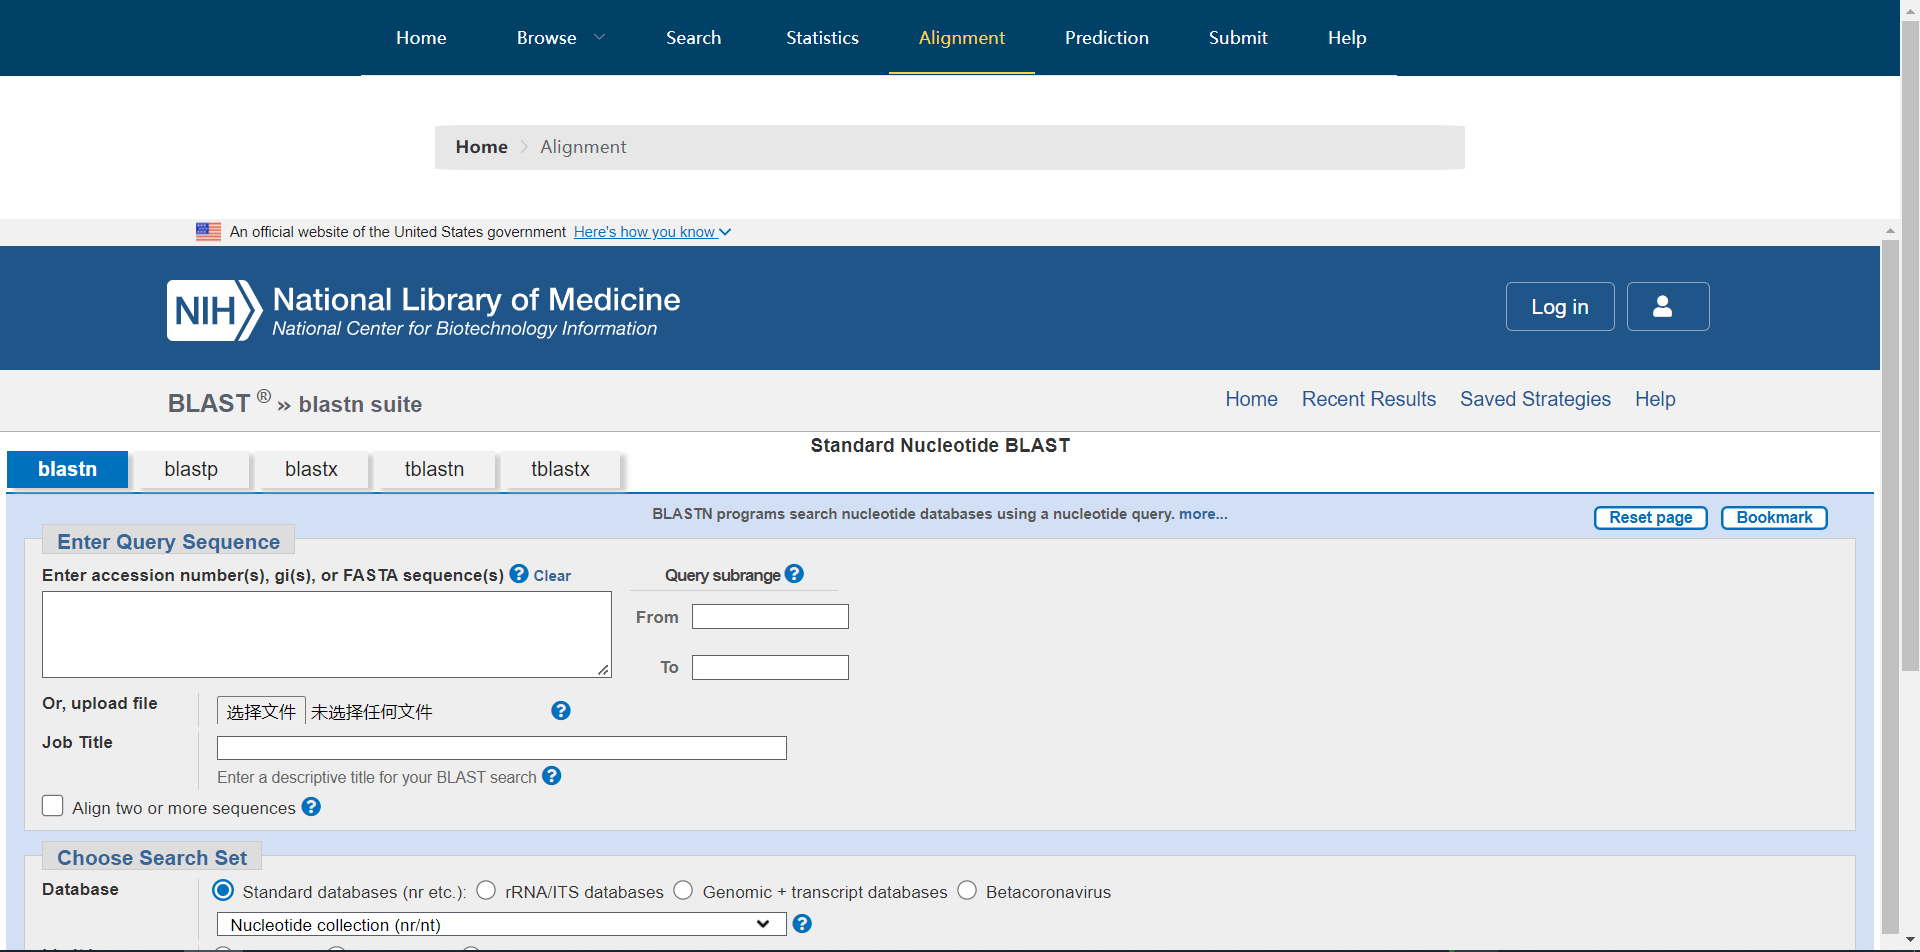 Home Browse Search Statistics Alignment Prediction Submit Help
Home Alignment
An official website of the United States government Here's how you know
NIH National Library of Medicine
National Center for Biotechnology Information
Log in
BLAST ® » blastn suite
Home Recent Results Saved Strategies Help
Standard Nucleotide BLAST
blastn blastp blastx tblastn tblastx
BLASTN programs search nucleotide databases using a nucleotide query. more...
Reset page Bookmark
Enter Query Sequence
Enter accession number(s), gi(s), or FASTA sequence(s) ? Clear
Query subrange ?
From
To
Or, upload file 选择文件 未选择任何文件 ?
Job Title
Enter a descriptive title for your BLAST search ?
Align two or more sequences ?
Choose Search Set
Database Standard databases (nr etc.): rRNA/ITS databases Genomic + transcript databases Betacoronavirus
Nucleotide collection (nr/nt) ?